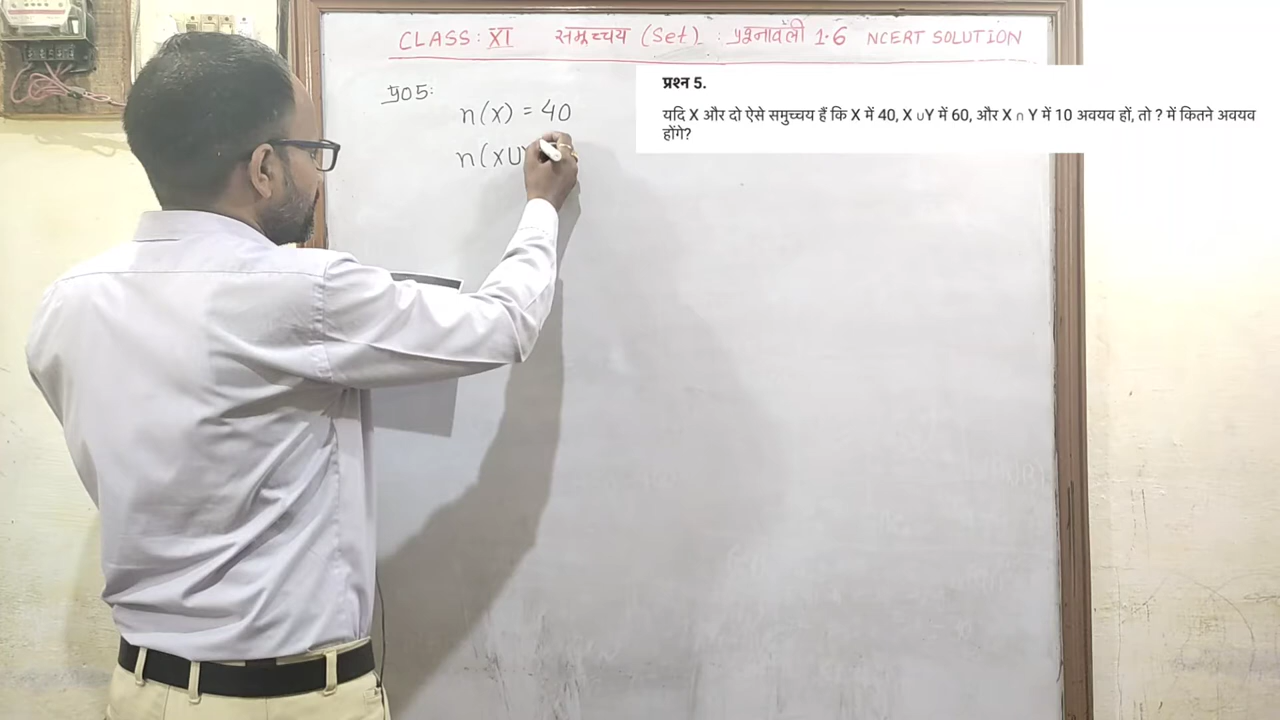 CLASS: XI समुच्चय (Set) : प्रश्नावली 1.6 NCERT SOLUTION
प्र05:
n(X) = 40
n(X∪
प्रश्न 5.
यदि X और दो ऐसे समुच्चय हैं कि X में 40, X ∪Y में 60, और X ∩ Y में 10 अवयव हों, तो ? में कितने अवयव
होंगे?